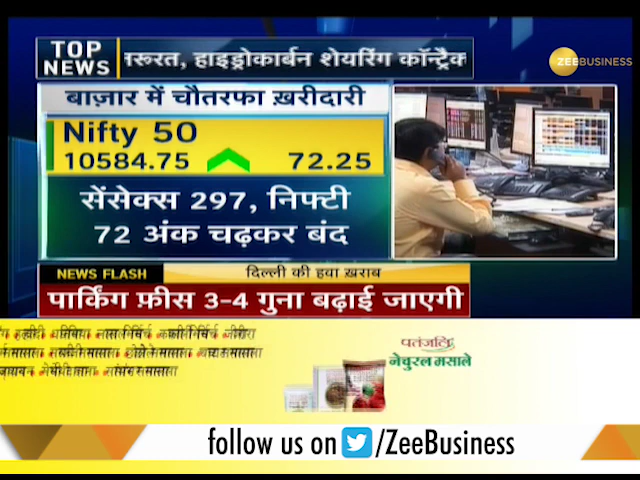 TOP NEWS
हाइड्रोकार्बन शेयरिंग कॉन्ट्रैक
ZEEBUSINESS
बाज़ार में चौतरफा ख़रीदारी
Nifty 50
10584.75 72.25
सेंसेक्स 297, निफ्टी
72 अंक चढ़कर बंद
NEWS FLASH
दिल्ली की हवा ख़राब
पार्किंग फ़ीस 3-4 गुना बढ़ाई जाएगी
पतंजलि
नेचुरल मसाले
follow us on /ZeeBusiness